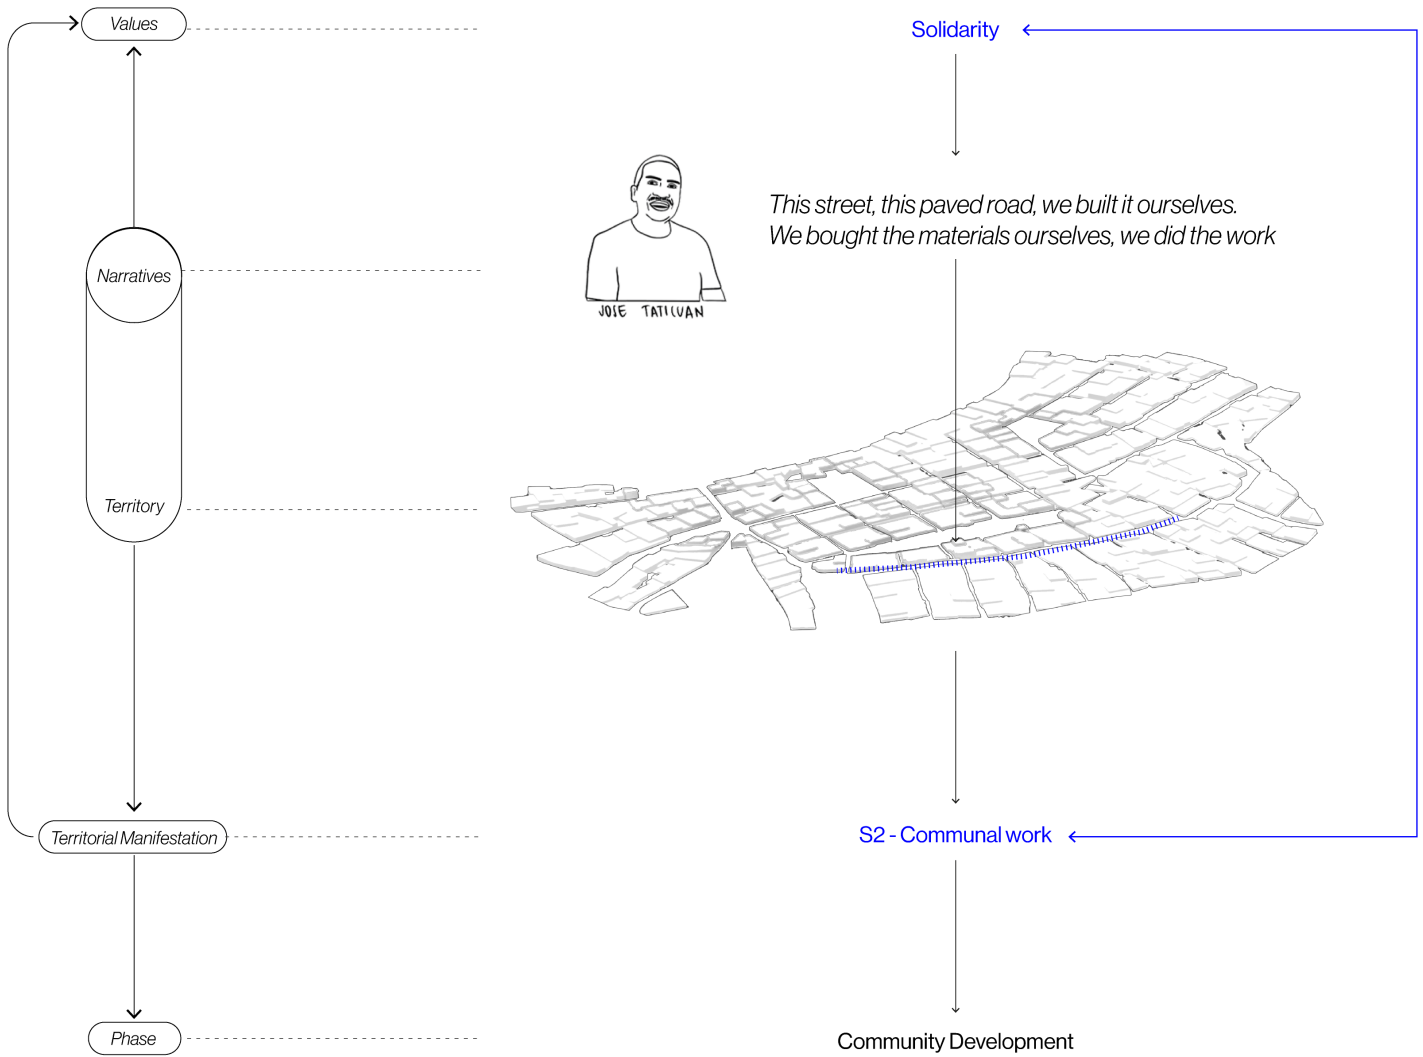 Values
Solidarity
This street, this paved road, we built it ourselves.
We bought the materials ourselves, we did the work
Narratives
JOSE TATICUAN
Territory
Territorial Manifestation
S2 - Communal work
Phase
Community Development